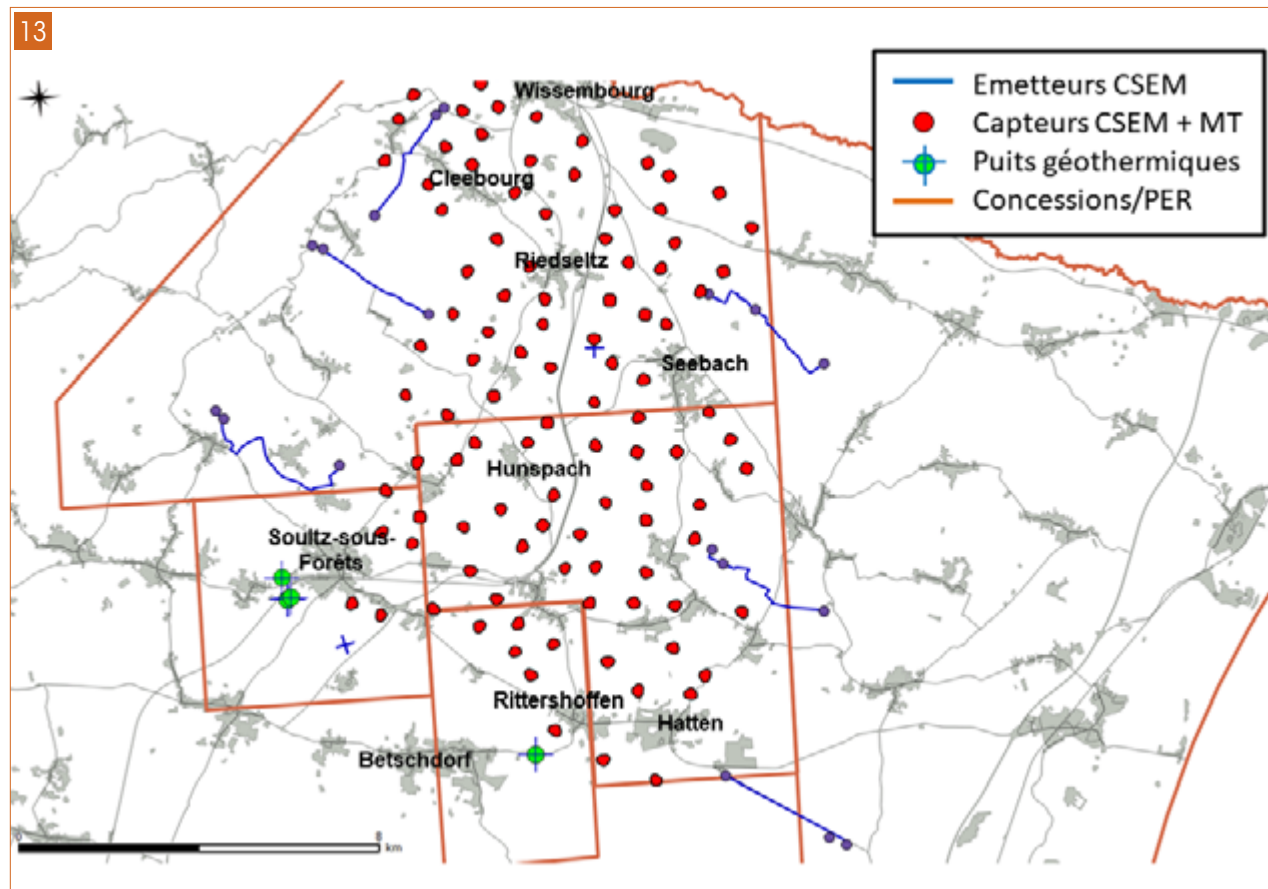 13
Wissembourg
Emetteurs CSEM
Capteurs CSEM + MT
Puits géothermiques
Concessions/PER
Cleebourg
Riedseltz
Seebach
Hunspach
Soultz-sous-
Forêts
Rittershoffen
Hatten
Betschdorf
0
8
km